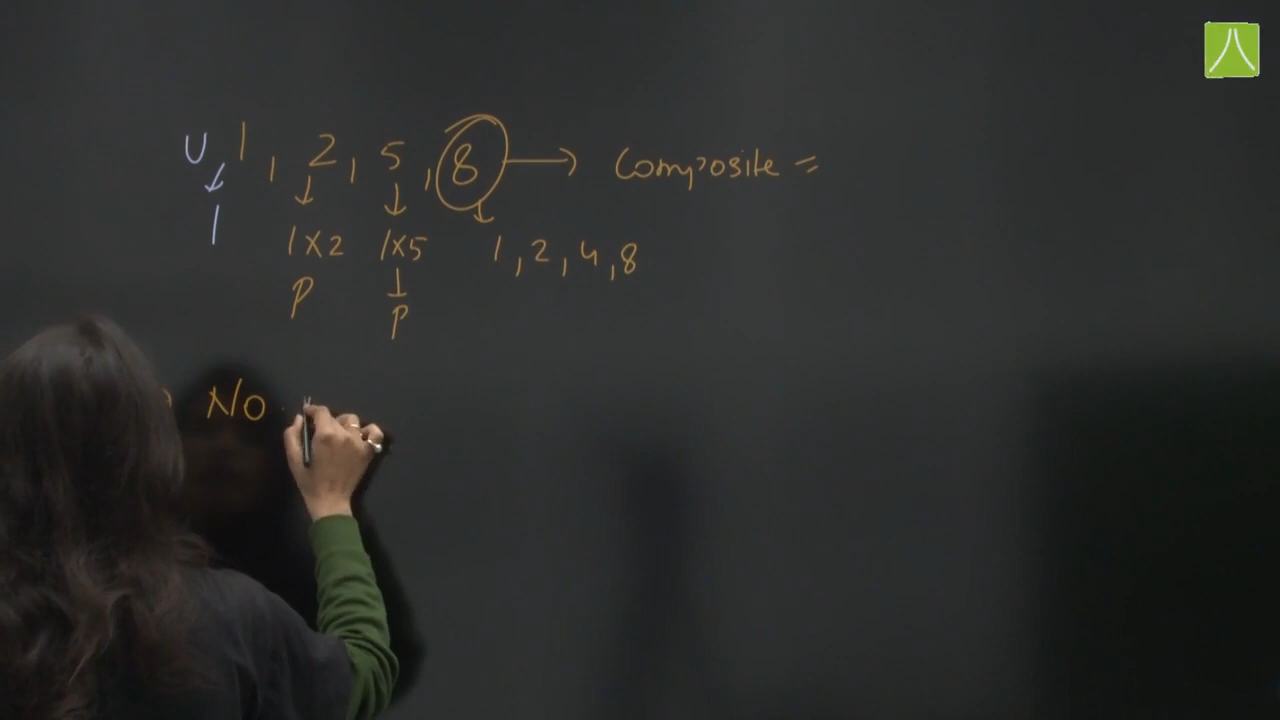 U, 1, 2, 5, 8 → Composite =
↓ ↓ ↓ ↓
1 1x2 1x5 1, 2, 4, 8
P ↓
P
) No